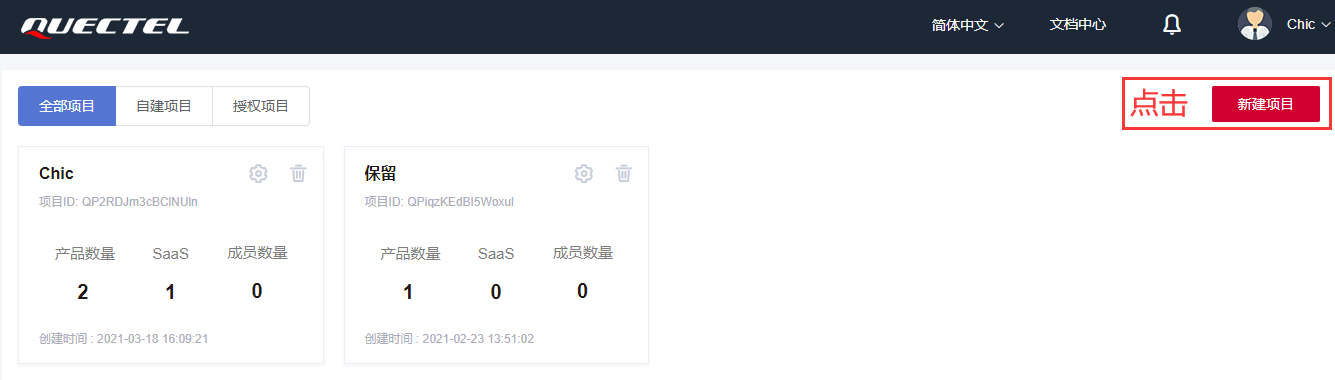 QUECTEL 简体中文 文档中心 Chic
全部项目 自建项目 授权项目 点击 新建项目
Chic
项目ID: QP2RDJm3cBClNUln
产品数量 SaaS 成员数量
2 1 0
创建时间 : 2021-03-18 16:09:21
保留
项目ID: QPiqzKEdBI5Woxul
产品数量 SaaS 成员数量
1 0 0
创建时间 : 2021-02-23 13:51:02